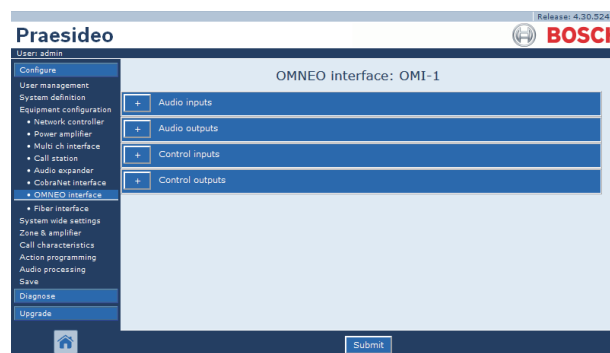 Release: 4.30.524
Praesideo
BOSCH
User: admin
Configure
User management
System definition
Equipment configuration
• Network controller
• Power amplifier
• Multi ch interface
• Call station
• Audio expander
• CobraNet interface
• OMNEO interface
• Fiber interface
System wide settings
Zone & amplifier
Call characteristics
Action programming
Audio processing
Save
Diagnose
Upgrade
OMNEO interface: OMI-1
+ Audio inputs
+ Audio outputs
+ Control inputs
+ Control outputs
Submit